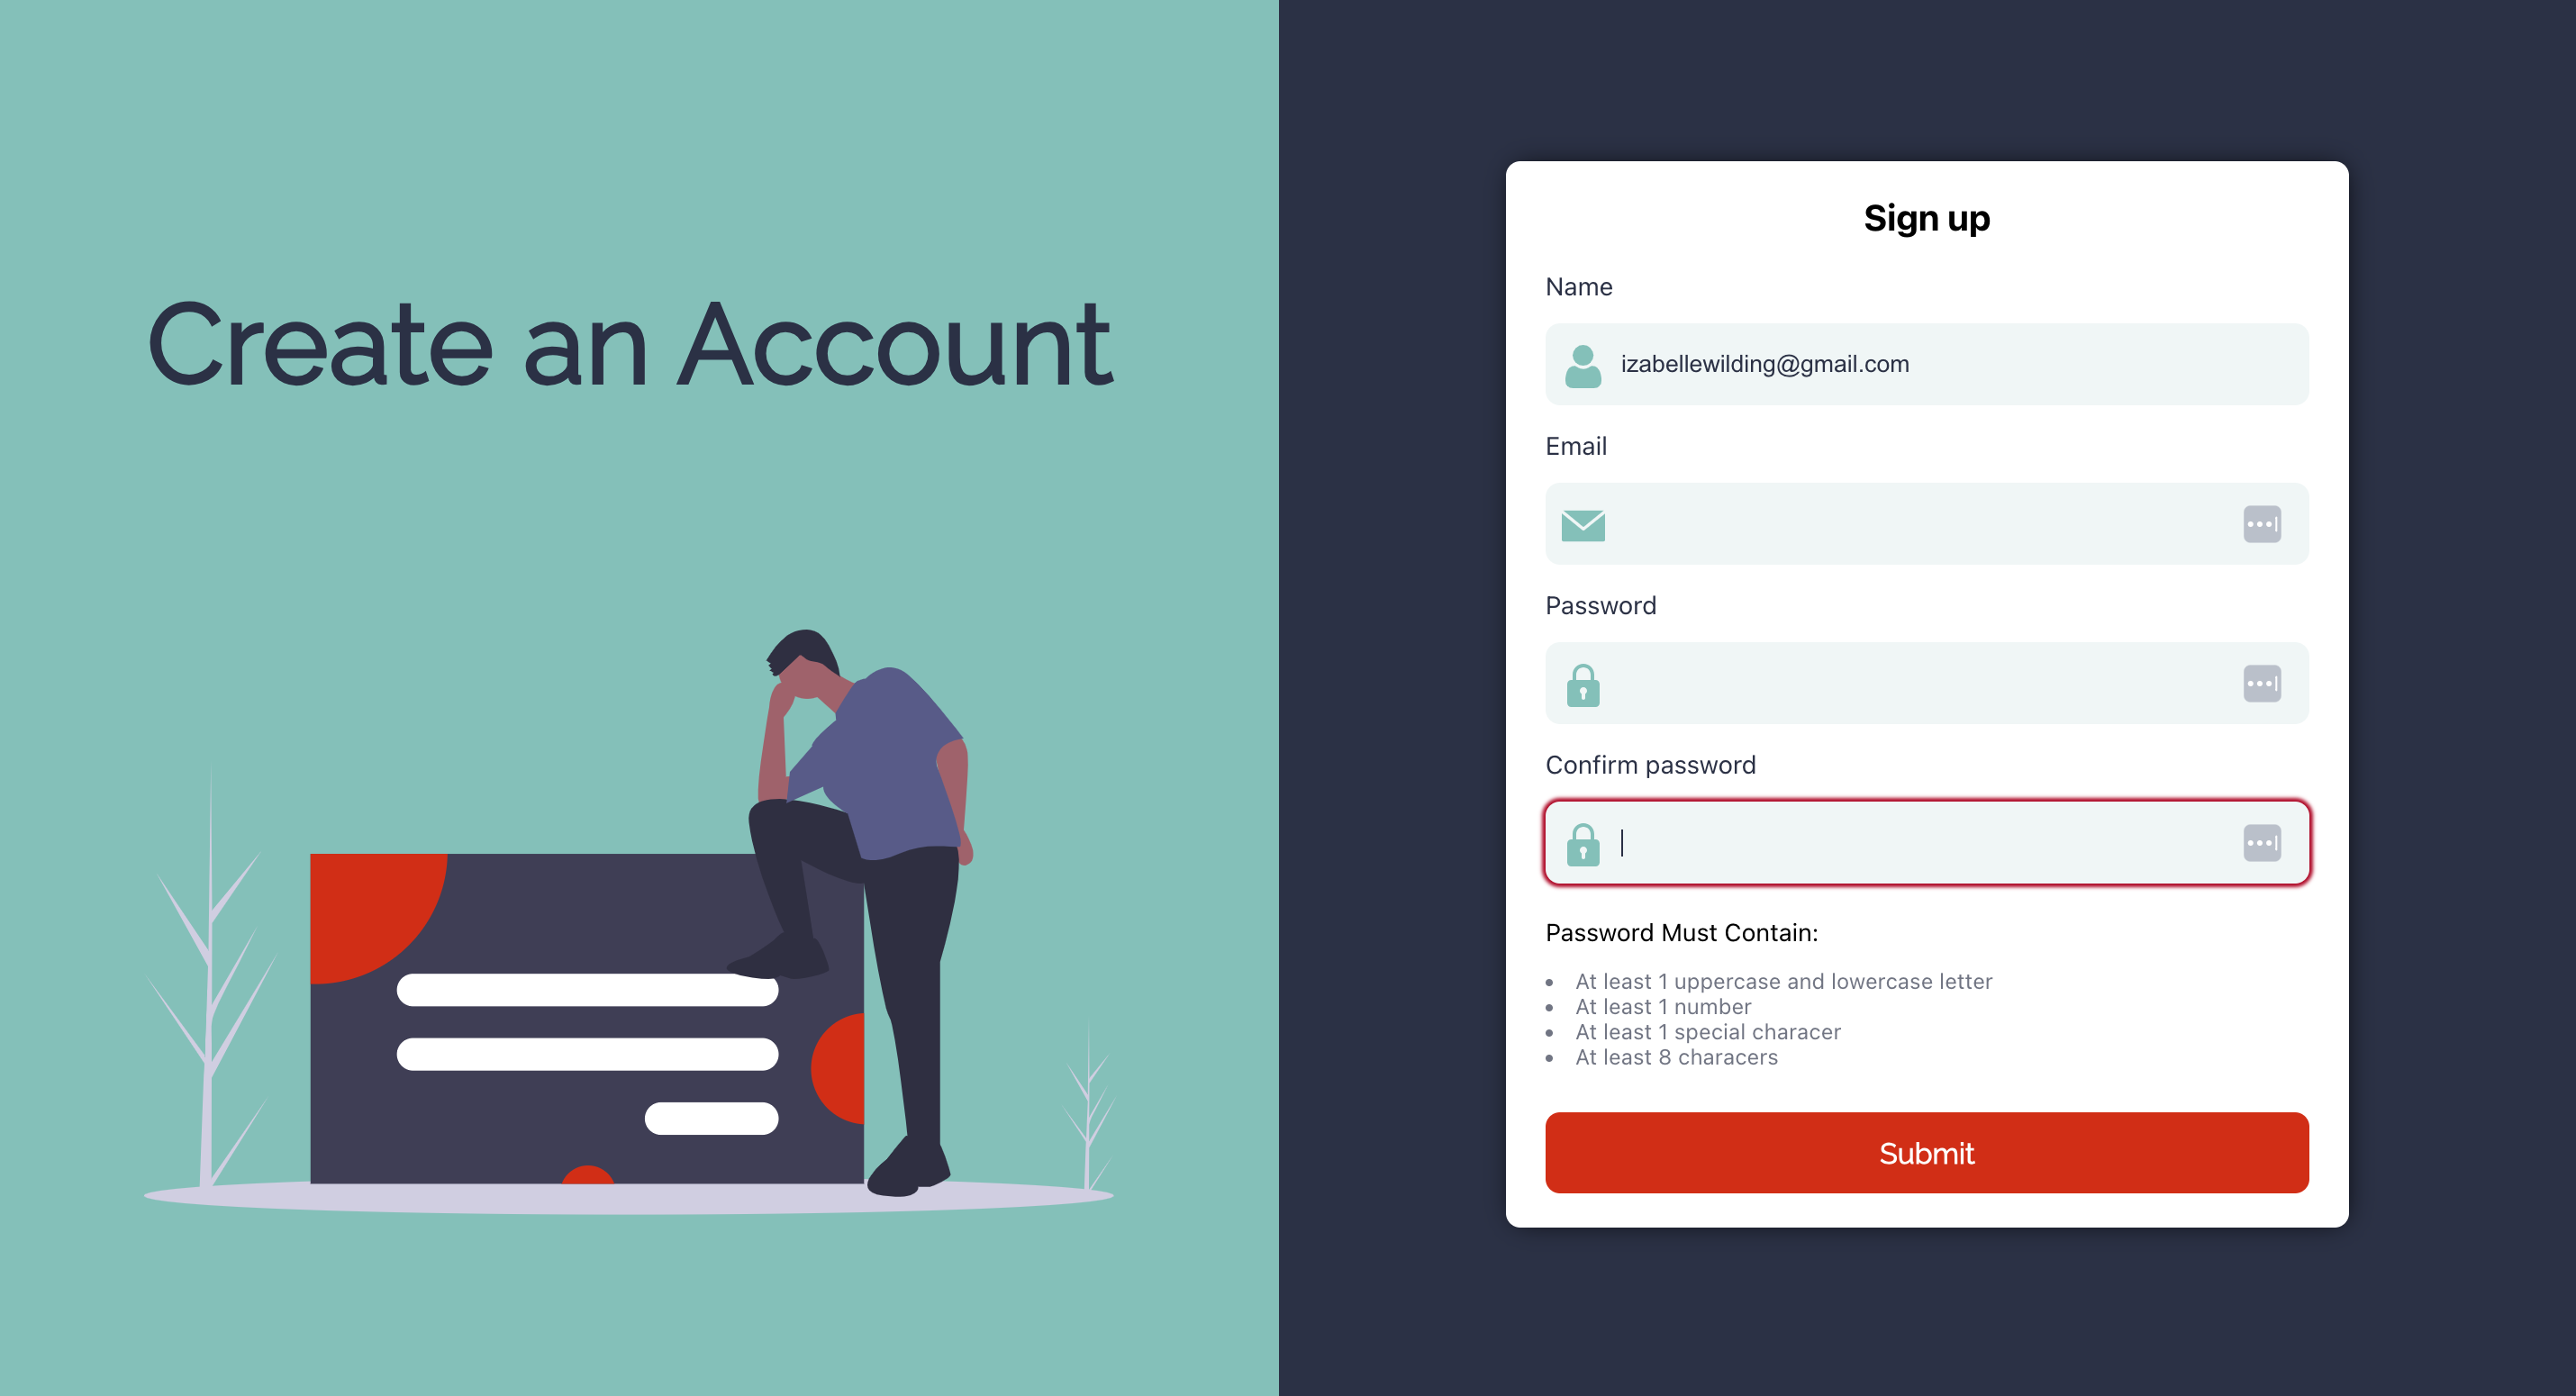 Create an Account
Sign up
Name
izabellewilding@gmail.com
Email
Password
Confirm password
Password Must Contain:
At least 1 uppercase and lowercase letter
At least 1 number
At least 1 special characer
At least 8 characers
Submit